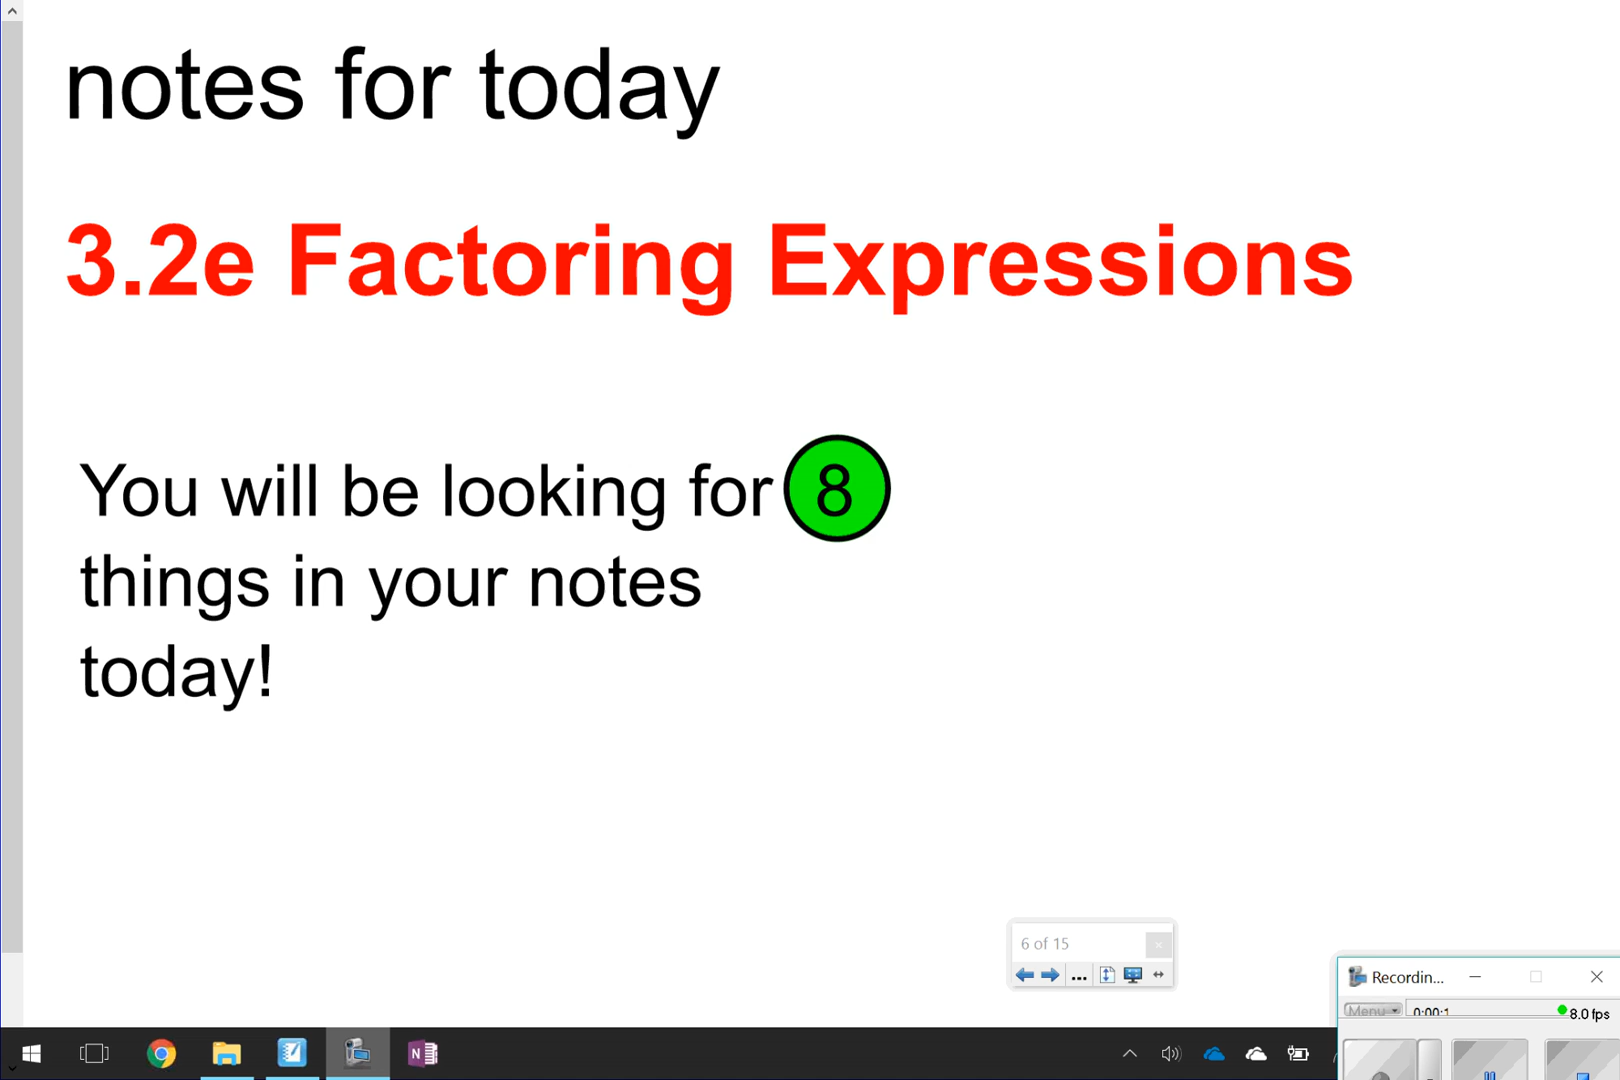 notes for today
3.2e Factoring Expressions
You will be looking for 8
things in your notes
today!
6 of 15
...
Recordin...
Menu
8.0 fps
N